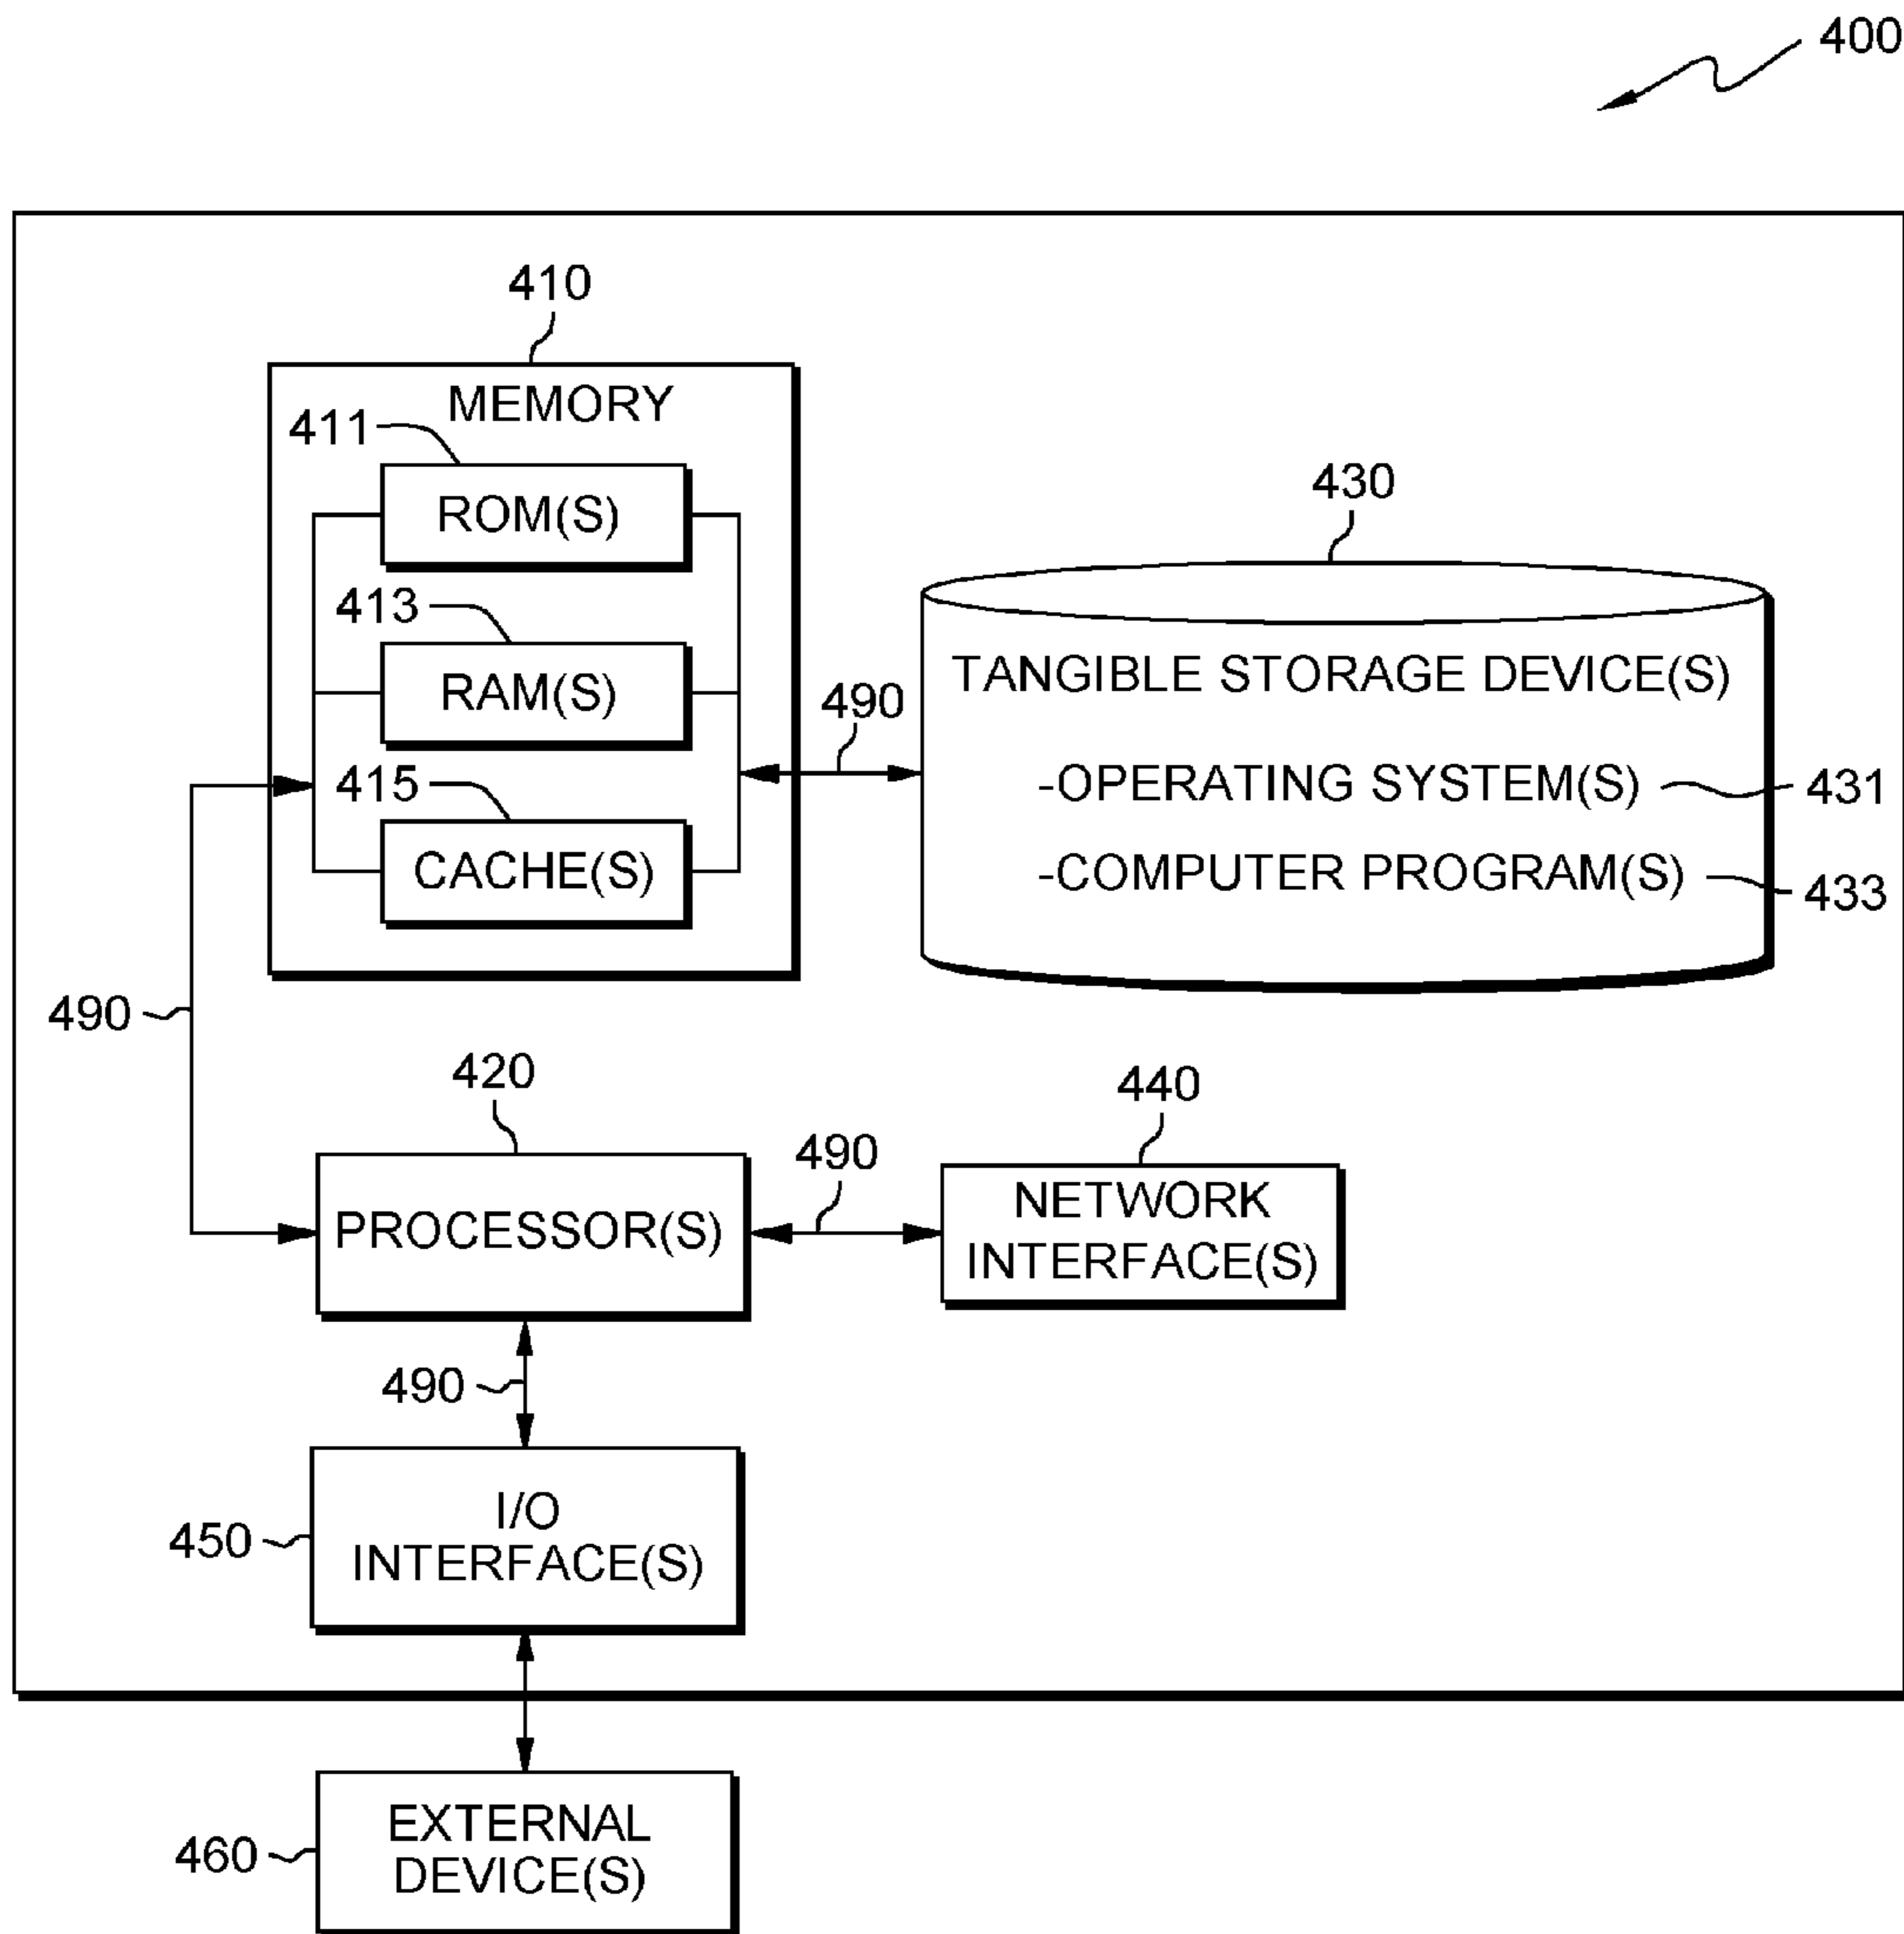 400
410
MEMORY
411
ROM(S)
430
413
RAM(S)
TANGIBLE STORAGE DEVICE(S)
490
415
-OPERATING SYSTEM(S)
431
CACHE(S)
-COMPUTER PROGRAM(S)
433
490
420
440
490
PROCESSOR(S)
NETWORK
INTERFACE(S)
490
450
I/O
INTERFACE(S)
460
EXTERNAL
DEVICE(S)